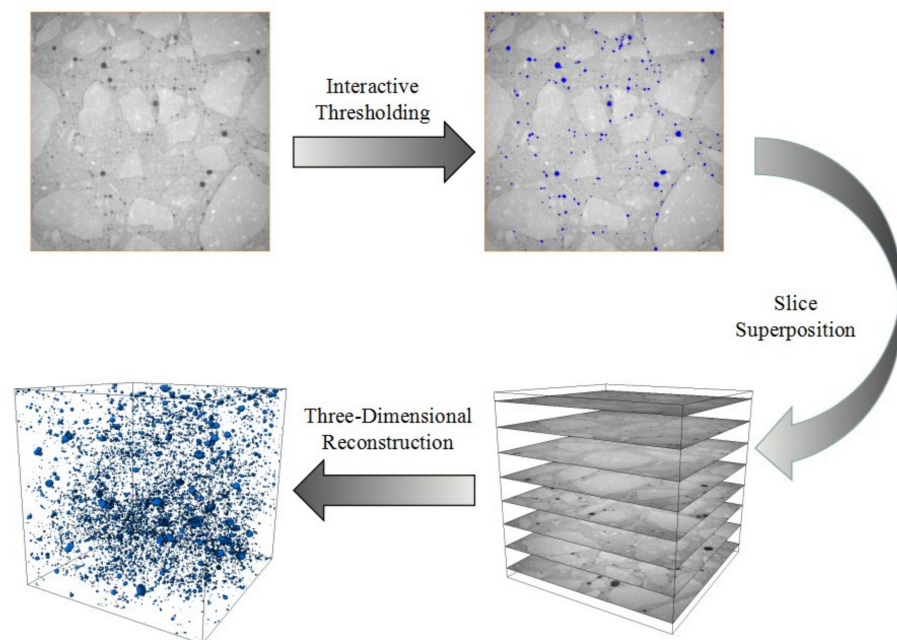 Interactive
Thresholding
Slice
Superposition
Three-Dimensional
Reconstruction